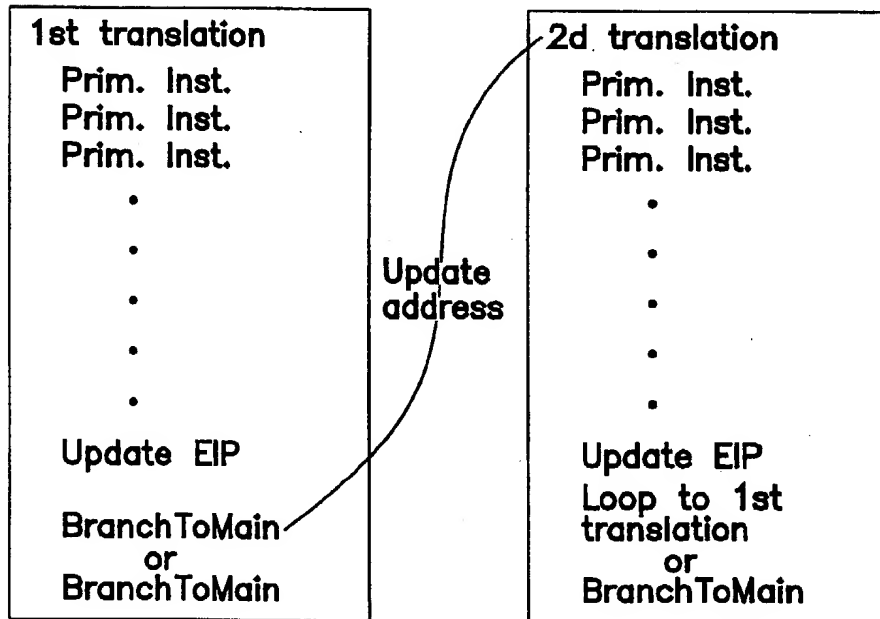 1st translation
Prim. Inst.
Prim. Inst.
Prim. Inst.
Update EIP
BranchToMain
or
BranchToMain
Update
address
2d translation
Prim. Inst.
Prim. Inst.
Prim. Inst.
Update EIP
Loop to 1st
translation
or
BranchToMain